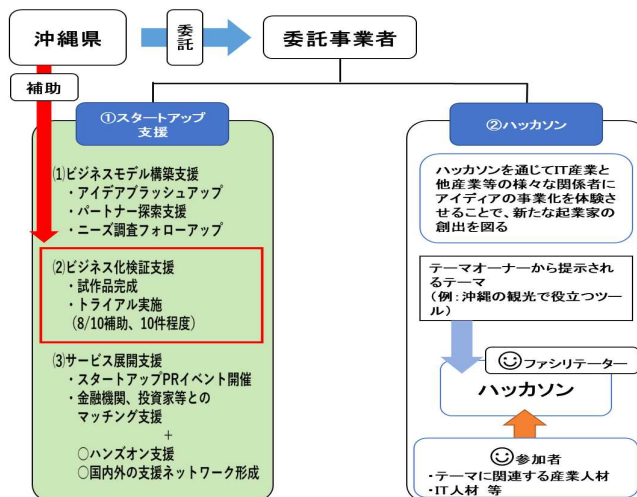 沖縄県
委託
委託事業者
補助
①スタートアップ
支援
⑴ビジネスモデル構築支援
・アイデアブラッシュアップ
・パートナー探索支援
・ニーズ調査フォローアップ
⑵ビジネス化検証支援
・試作品完成
・トライアル実施
(8/10補助、10件程度)
⑶サービス展開支援
・スタートアップPRイベント開催
・金融機関、投資家等との
マッチング支援
+
○ハンズオン支援
○国内外の支援ネットワーク形成
②ハッカソン
ハッカソンを通じてIT産業と
他産業等の様々な関係者に
アイディアの事業化を体験
させることで、新たな起業家
の創出を図る
テーマオーナーから提示され
るテーマ
(例：沖縄の観光で役立つツー
ル)
ファシリテーター
ハッカソン
参加者
・テーマに関連する産業人材
・IT人材 等